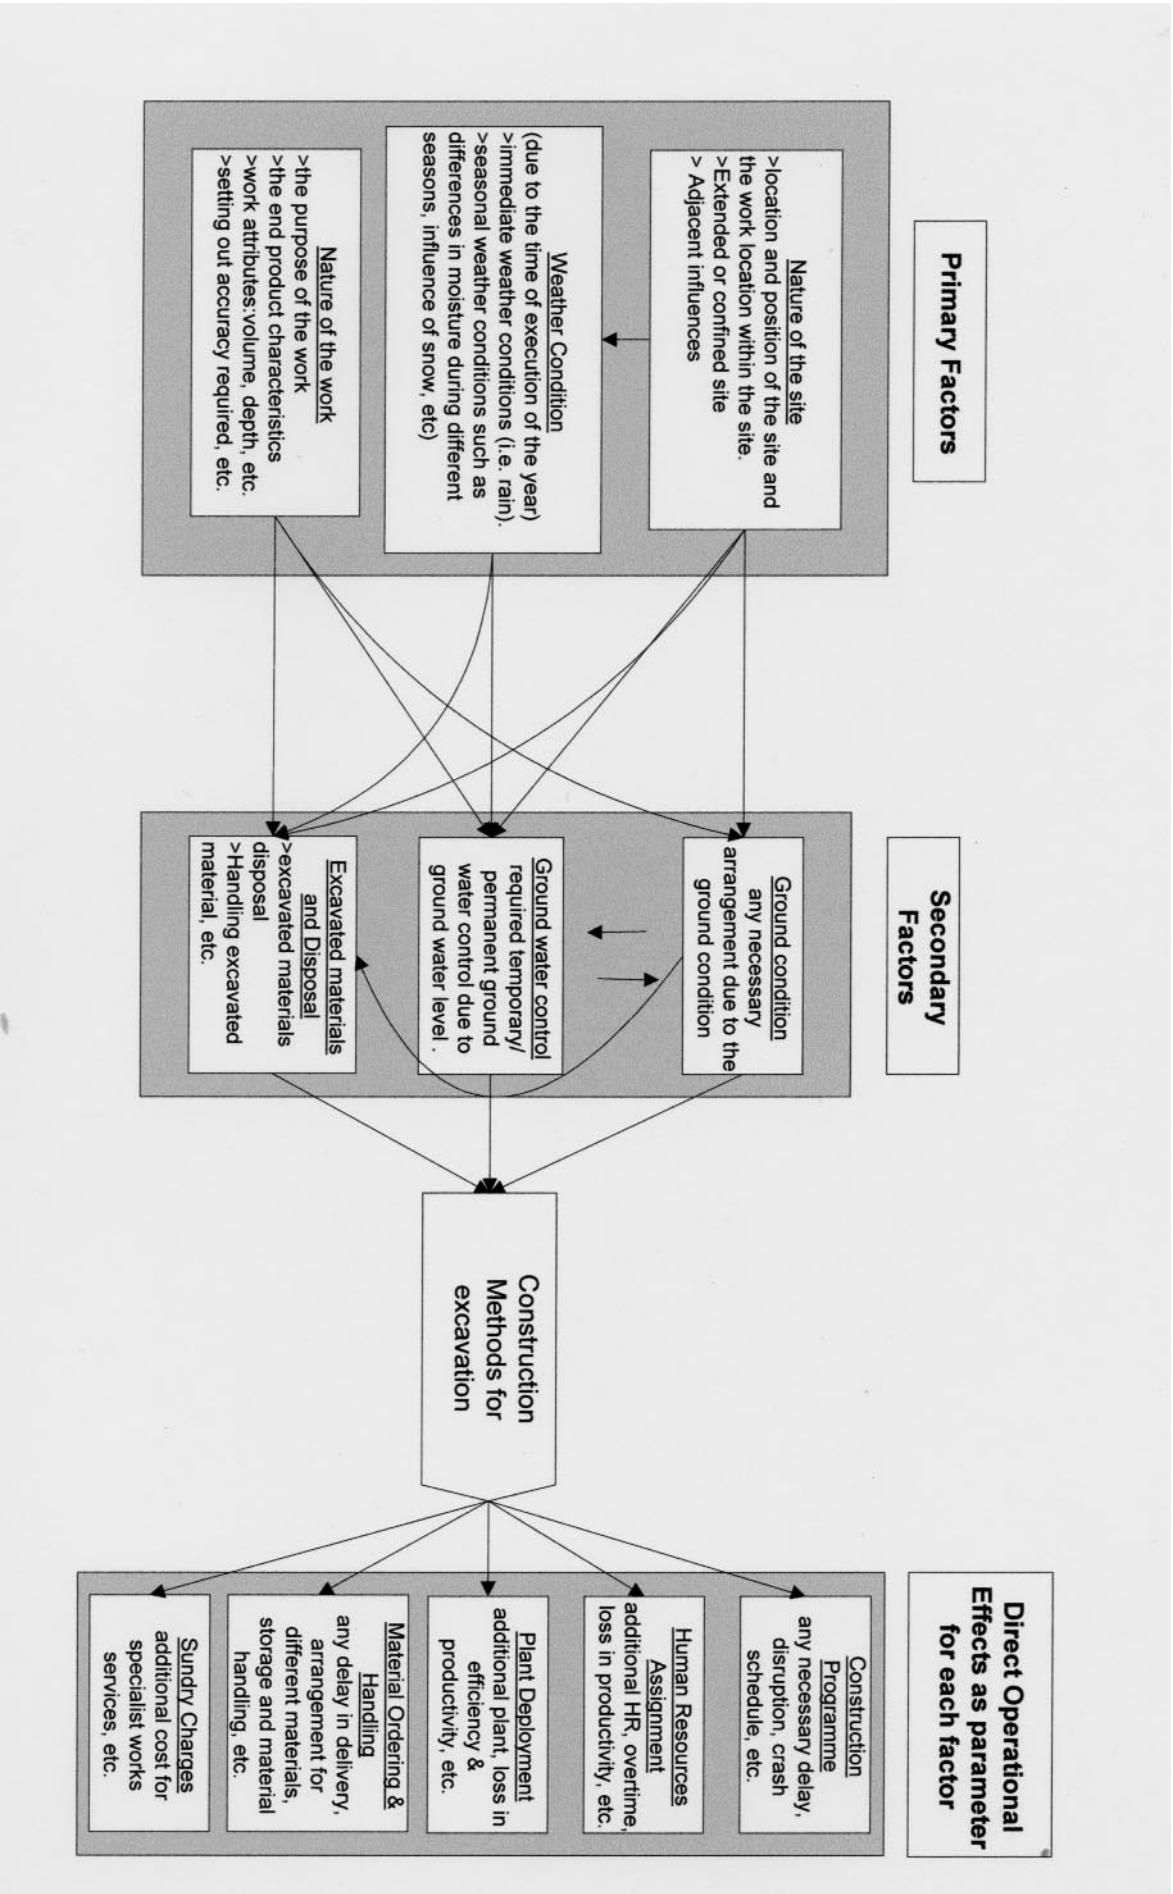 Primary Factors
Nature of the site
>location and position of the site and
the work location within the site.
>Extended or confined site
> Adjacent influences
Weather Condition
(due to the time of execution of the year)
>immediate weather conditions (i.e. rain).
>seasonal weather conditions such as
differences in moisture during different
seasons, influence of snow, etc)
Nature of the work
>the purpose of the work
>the end product characteristics
>work attributes:volume, depth, etc.
>setting out accuracy required, etc.
Secondary
Factors
Ground condition
any necessary
arrangement due to the
ground condition
Ground water control
required temporary/
permanent ground
water control due to
ground water level .
Excavated materials
and Disposal
>excavated materials
disposal
>Handling excavated
material, etc.
Construction
Methods for
excavation
Direct Operational
Effects as parameter
for each factor
Construction
Programme
any necessary delay,
disruption, crash
schedule, etc.
Human Resources
Assignment
additional HR, overtime,
loss in productivity, etc.
Plant Deployment
additional plant, loss in
efficiency &
productivity, etc.
Material Ordering &
Handling
any delay in delivery,
arrangement for
different materials,
storage and material
handling, etc.
Sundry Charges
additional cost for
specialist works
services, etc.